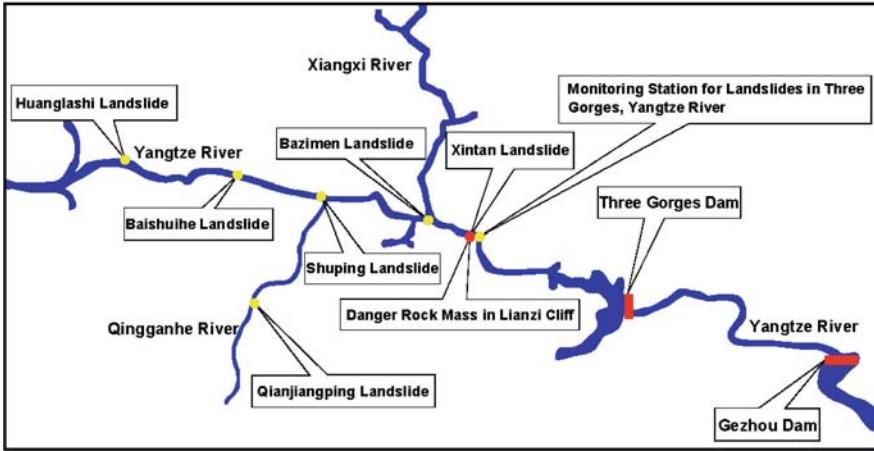 Xiangxi River
Monitoring Station for Landslides in Three
Gorges, Yangtze River
Huanglashi Landslide
Bazimen Landslide
Xintan Landslide
Yangtze River
Three Gorges Dam
Baishuihe Landslide
Shuping Landslide
Danger Rock Mass in Lianzi Cliff
Qingganhe River
Yangtze River
Qianjiangping Landslide
Gezhou Dam